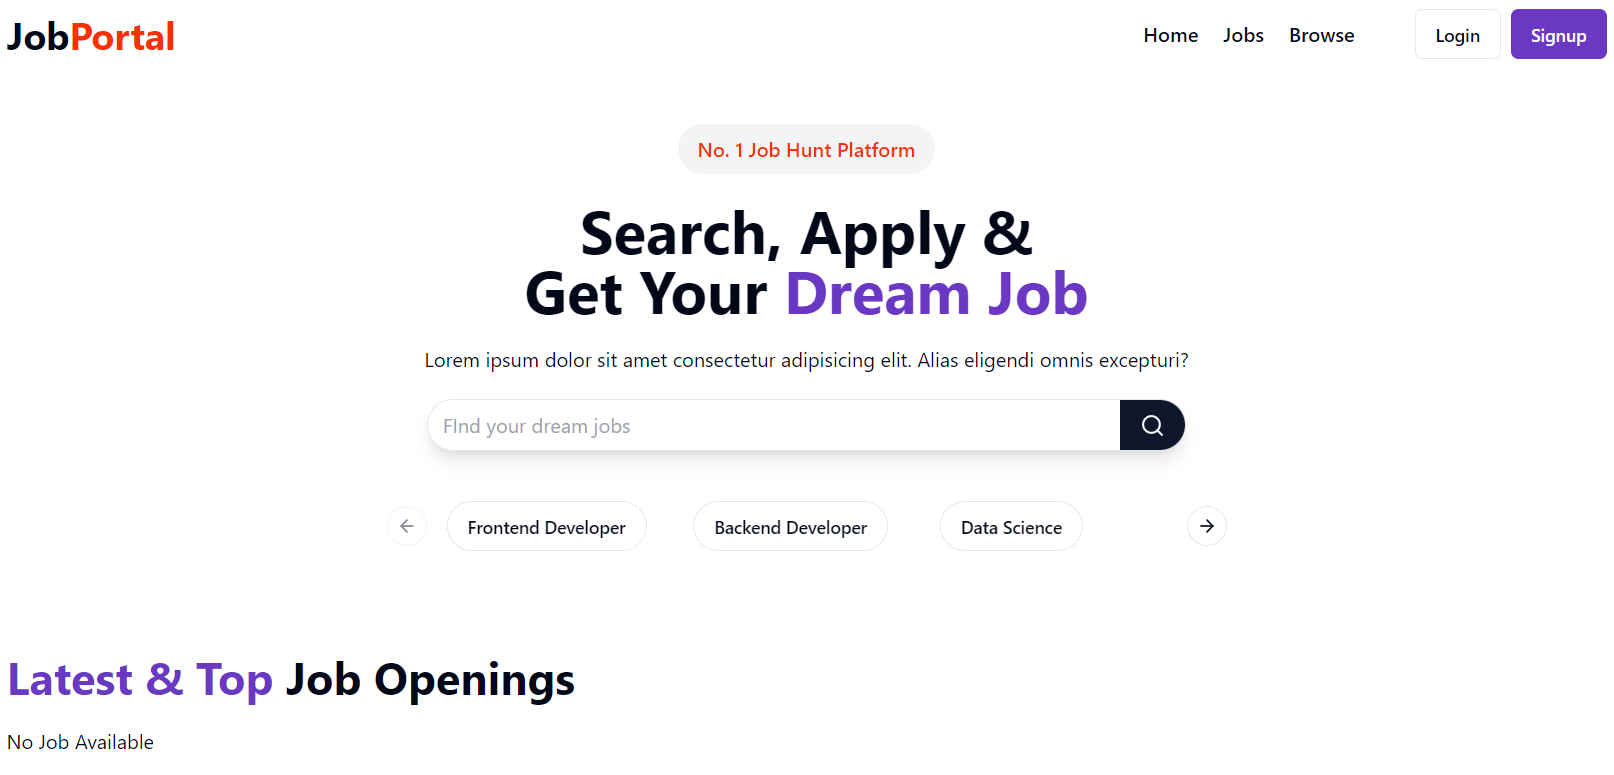 JobPortal
Home Jobs Browse Login Signup
No. 1 Job Hunt Platform
Search, Apply &
Get Your Dream Job
Lorem ipsum dolor sit amet consectetur adipisicing elit. Alias eligendi omnis excepturi?
FInd your dream jobs
Frontend Developer Backend Developer Data Science
Latest & Top Job Openings
No Job Available